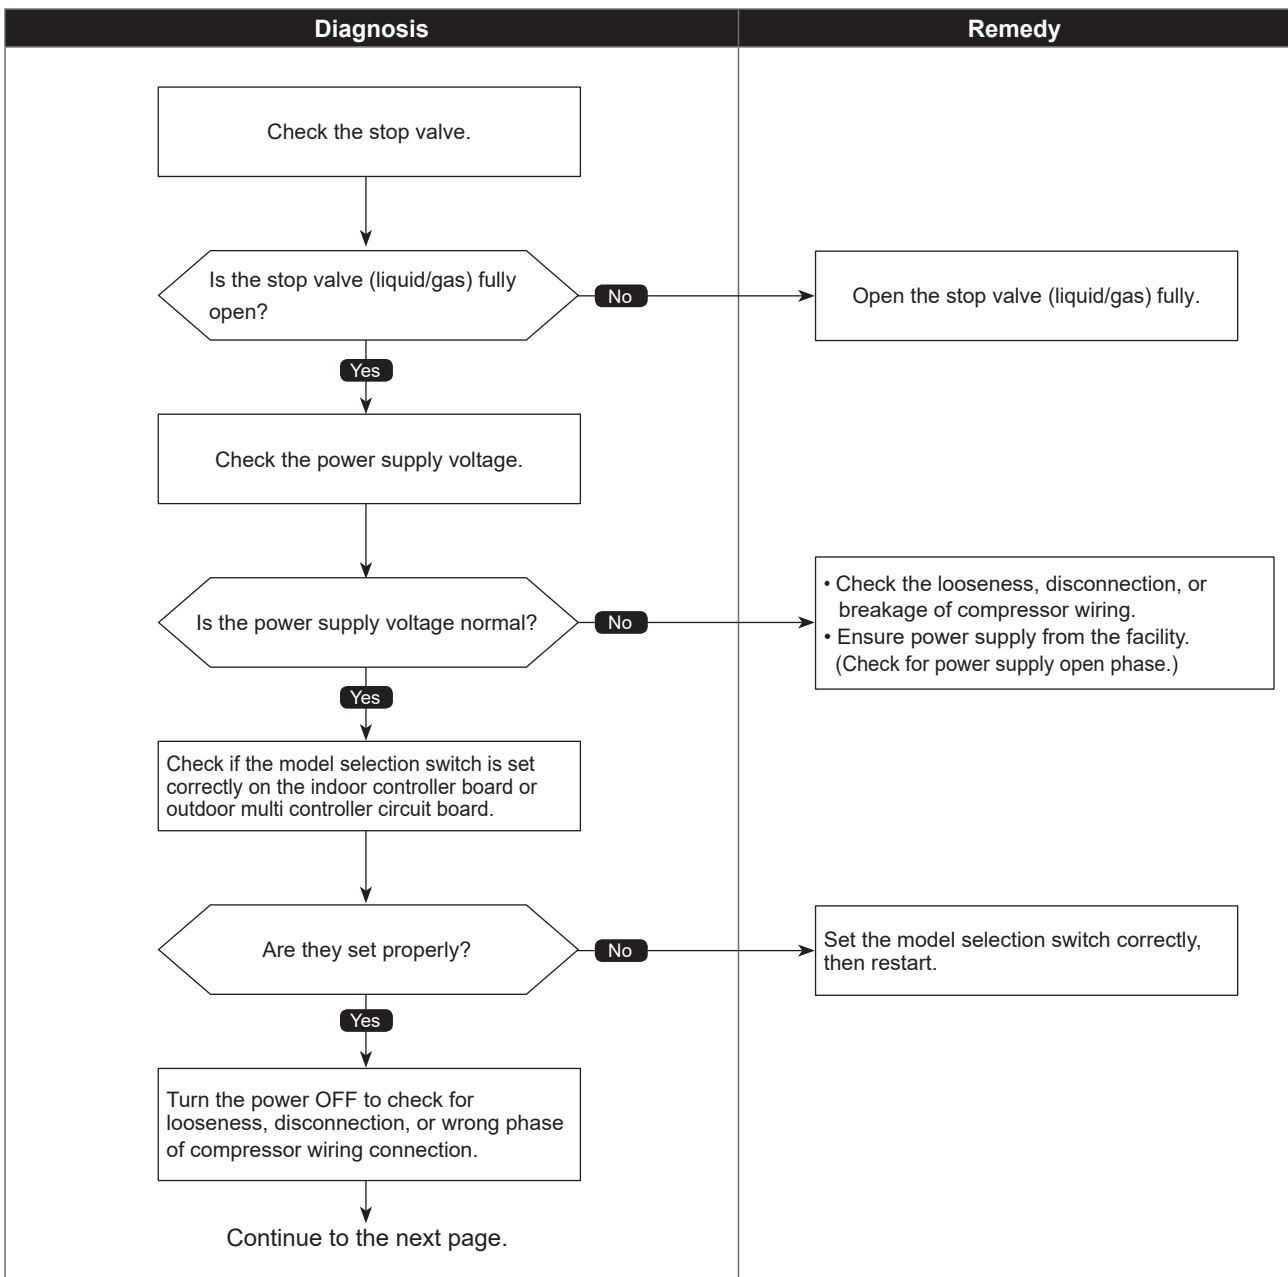 Diagnosis
Remedy
Check the stop valve.
Is the stop valve (liquid/gas) fully
open?
No
Open the stop valve (liquid/gas) fully.
Yes
Check the power supply voltage.
Is the power supply voltage normal?
No
• Check the looseness, disconnection, or
breakage of compressor wiring.
• Ensure power supply from the facility.
(Check for power supply open phase.)
Yes
Check if the model selection switch is set
correctly on the indoor controller board or
outdoor multi controller circuit board.
Are they set properly?
No
Set the model selection switch correctly,
then restart.
Yes
Turn the power OFF to check for
looseness, disconnection, or wrong phase
of compressor wiring connection.
Continue to the next page.